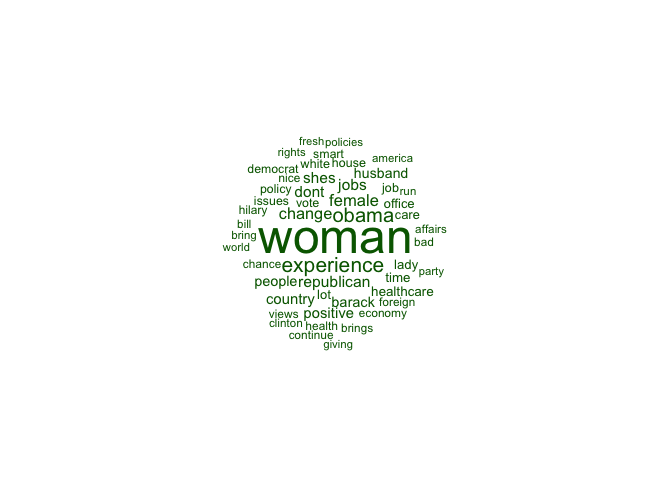 fresh policies
rights smart america
white house
democrat husband
nice shes jobs job run
policy dont
issues vote female office
hilary change obama care
bill
bring woman affairs
world bad
chance experience lady party
people republican time
country lot healthcare
barack foreign
views positive economy
clinton health brings
continue
giving